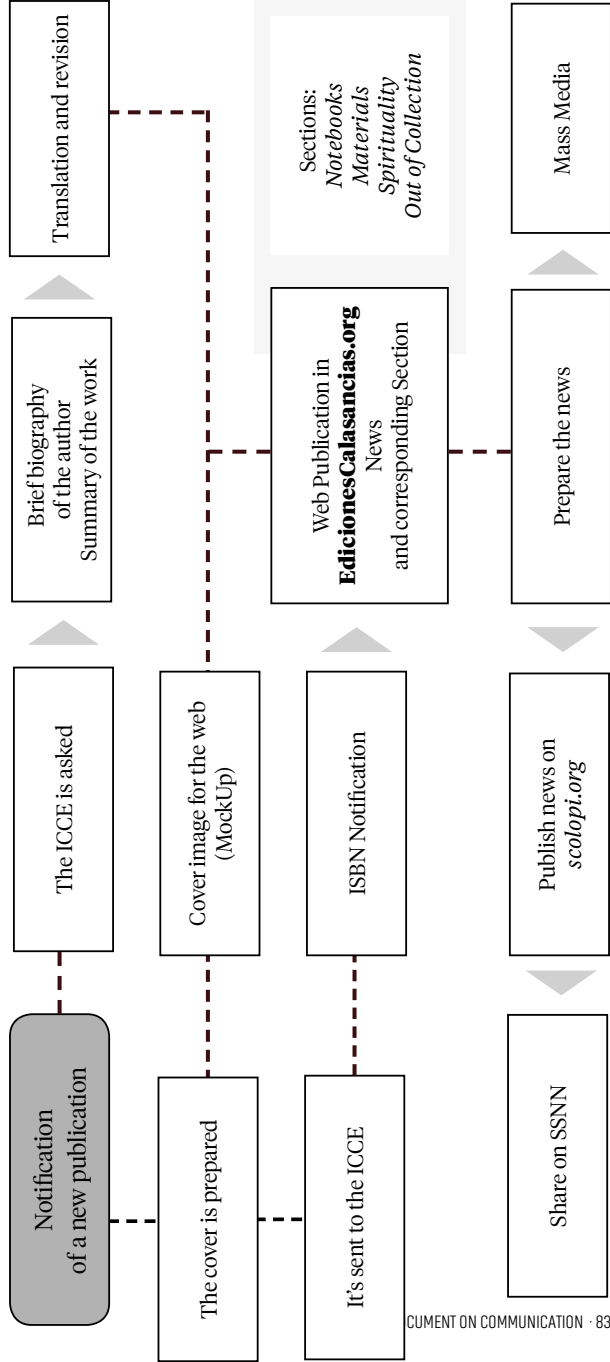 Notification
of a new publication
The ICCE is asked
Brief biography
of the author
Summary of the work
Translation and revision
The cover is prepared
Cover image for the web
(MockUp)
It’s sent to the ICCE
ISBN Notification
Web Publication in
EdicionesCalasancias.org
News
and corresponding Section
Sections:
Notebooks
Materials
Spirituality
Out of Collection
Share on SSNN
Publish news on
scolopi.org
Prepare the news
Mass Media
CUMENT ON COMMUNICATION · 83